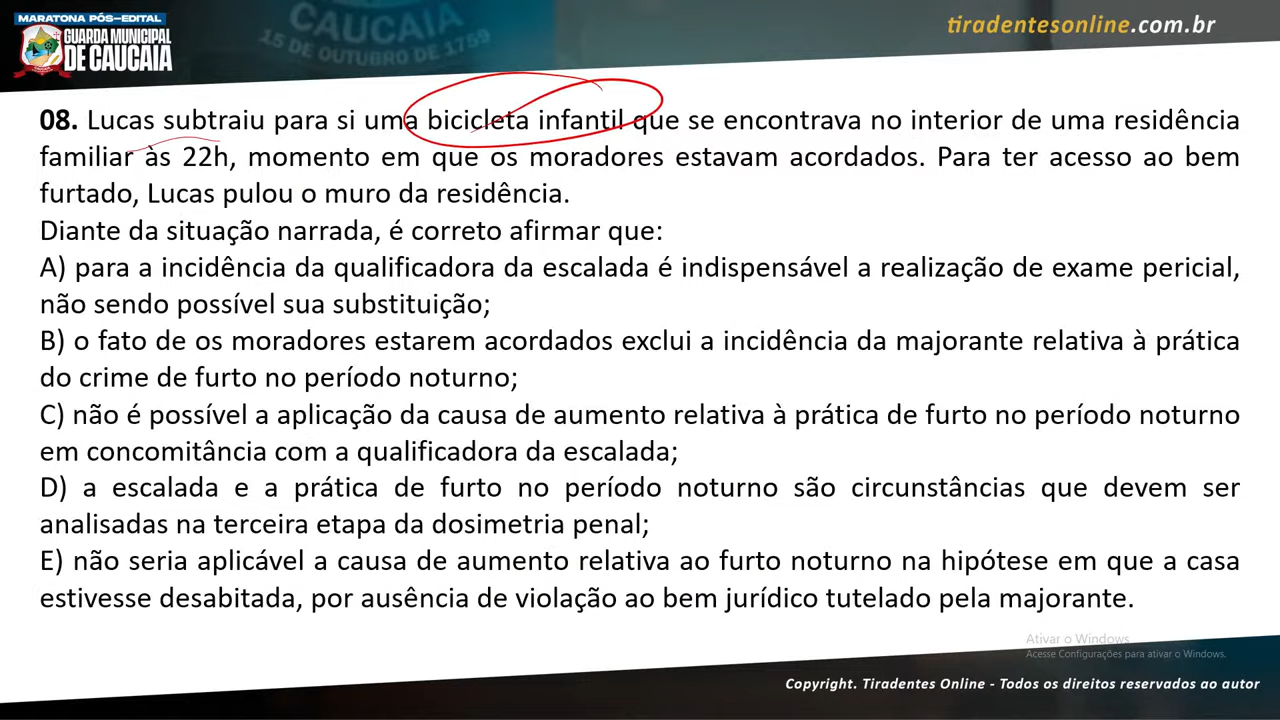 MARATONA PÓS-EDITAL
GUARDA MUNICIPAL
DE CAUCAIA
CAUCAIA
15 DE OUTUBRO DE 1759
tiradentesonline.com.br
08. Lucas subtraiu para si uma bicicleta infantil que se encontrava no interior de uma residência
familiar às 22h, momento em que os moradores estavam acordados. Para ter acesso ao bem
furtado, Lucas pulou o muro da residência.
Diante da situação narrada, é correto afirmar que:
A) para a incidência da qualificadora da escalada é indispensável a realização de exame pericial,
não sendo possível sua substituição;
B) o fato de os moradores estarem acordados exclui a incidência da majorante relativa à prática
do crime de furto no período noturno;
C) não é possível a aplicação da causa de aumento relativa à prática de furto no período noturno
em concomitância com a qualificadora da escalada;
D) a escalada e a prática de furto no período noturno são circunstâncias que devem ser
analisadas na terceira etapa da dosimetria penal;
E) não seria aplicável a causa de aumento relativa ao furto noturno na hipótese em que a casa
estivesse desabitada, por ausência de violação ao bem jurídico tutelado pela majorante.
Ativar o Windows
Acesse Configurações para ativar o Windows.
Copyright. Tiradentes Online - Todos os direitos reservados ao autor